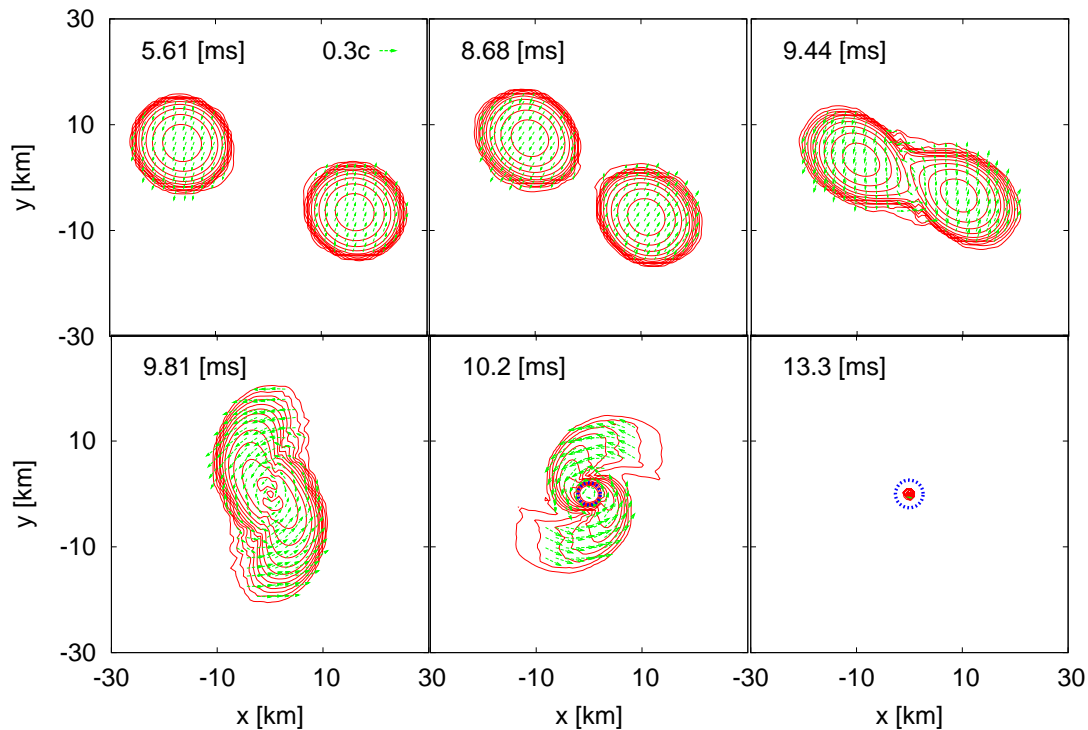 30
10
-10
-30
y [km]
5.61 [ms] 0.3c
8.68 [ms]
9.44 [ms]
10
-10
-30
y [km]
9.81 [ms]
10.2 [ms]
13.3 [ms]
-30 -10 10 30 -10 10 30 -10 10 30
x [km] x [km] x [km]